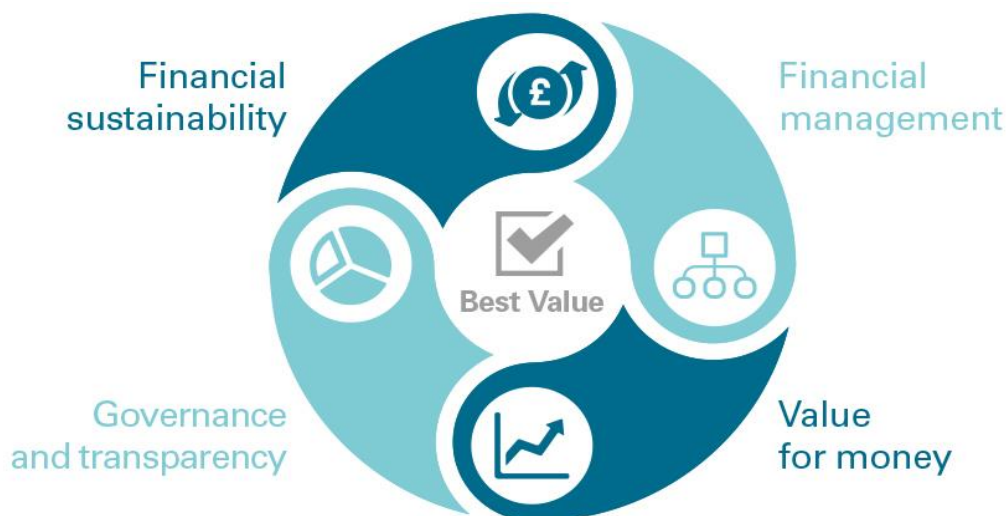 Financial
sustainability
Financial
management
£
Best Value
Governance
and transparency
Value
for money